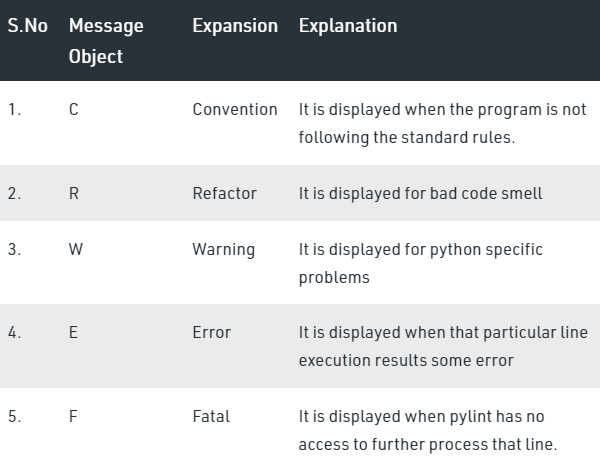 S.No Message Object Expansion Explanation
1. C Convention It is displayed when the program is not
following the standard rules.
2. R Refactor It is displayed for bad code smell
3. W Warning It is displayed for python specific
problems
4. E Error It is displayed when that particular line
execution results some error
5. F Fatal It is displayed when pylint has no
access to further process that line.